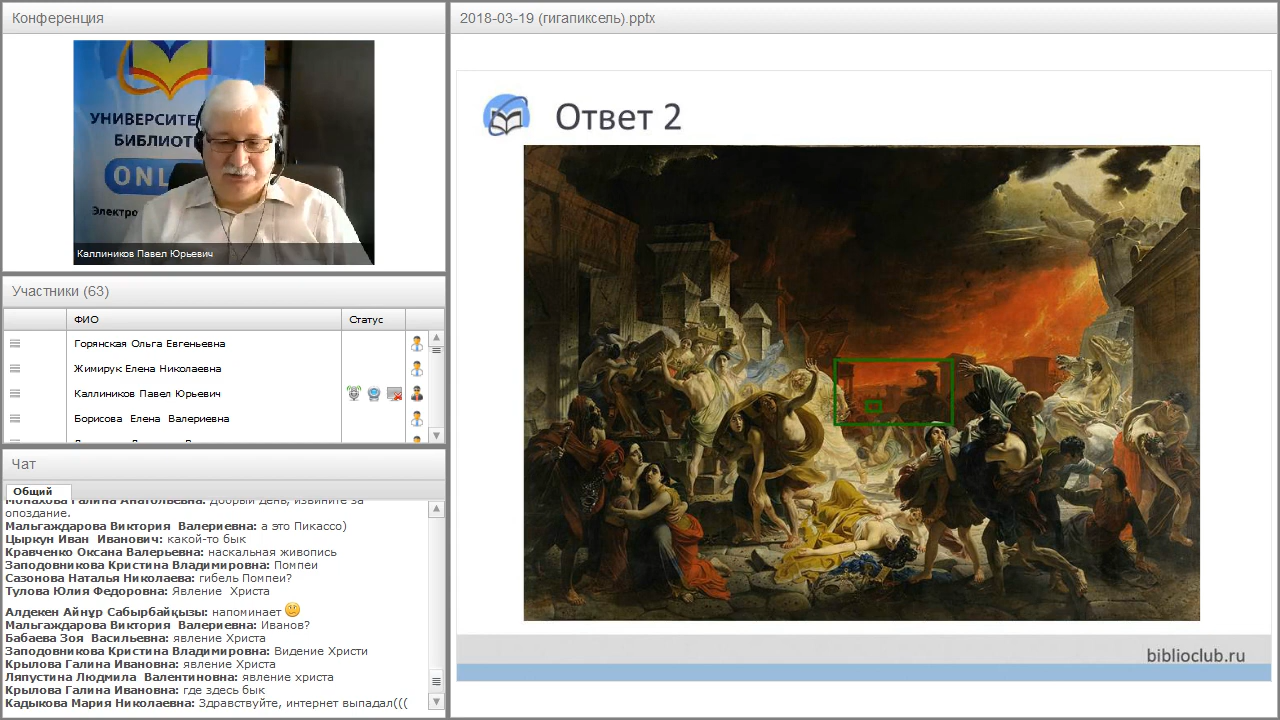 Конференция
УНИВЕРСИТЕ
БИБЛИОТ
ONL
Электро
Каллиников Павел Юрьевич
Участники (63)
ФИО Статус
Горянская Ольга Евгеньевна
Жимирук Елена Николаевна
Каллиников Павел Юрьевич
Борисова Елена Валериевна
Чат
Общий
Монахова Галина Анатольевна: добрый день, извините за
опоздание.
Мальгаждарова Виктория Валериевна: а это Пикассо)
Цыркун Иван Иванович: какой-то бык
Кравченко Оксана Валерьевна: наскальная живопись
Заподовникова Кристина Владимировна: Помпеи
Сазонова Наталья Николаева: гибель Помпеи?
Тулова Юлия Федоровна: Явление Христа
Алдекен Айнұр Сабырбайқызы: напоминает
Мальгаждарова Виктория Валериевна: Иванова?
Бабаева Зоя Васильевна: явление Христа
Заподовникова Кристина Владимировна: Видение Христи
Крылова Галина Ивановна: явление Христа
Ляпустина Людмила Валентиновна: явление христа
Крылова Галина Ивановна: где здесь бык
Кадыкова Мария Николаевна: Здравствуйте, интернет выпадал(((
2018-03-19 (гигапиксель).pptx
Ответ 2
biblioclub.ru